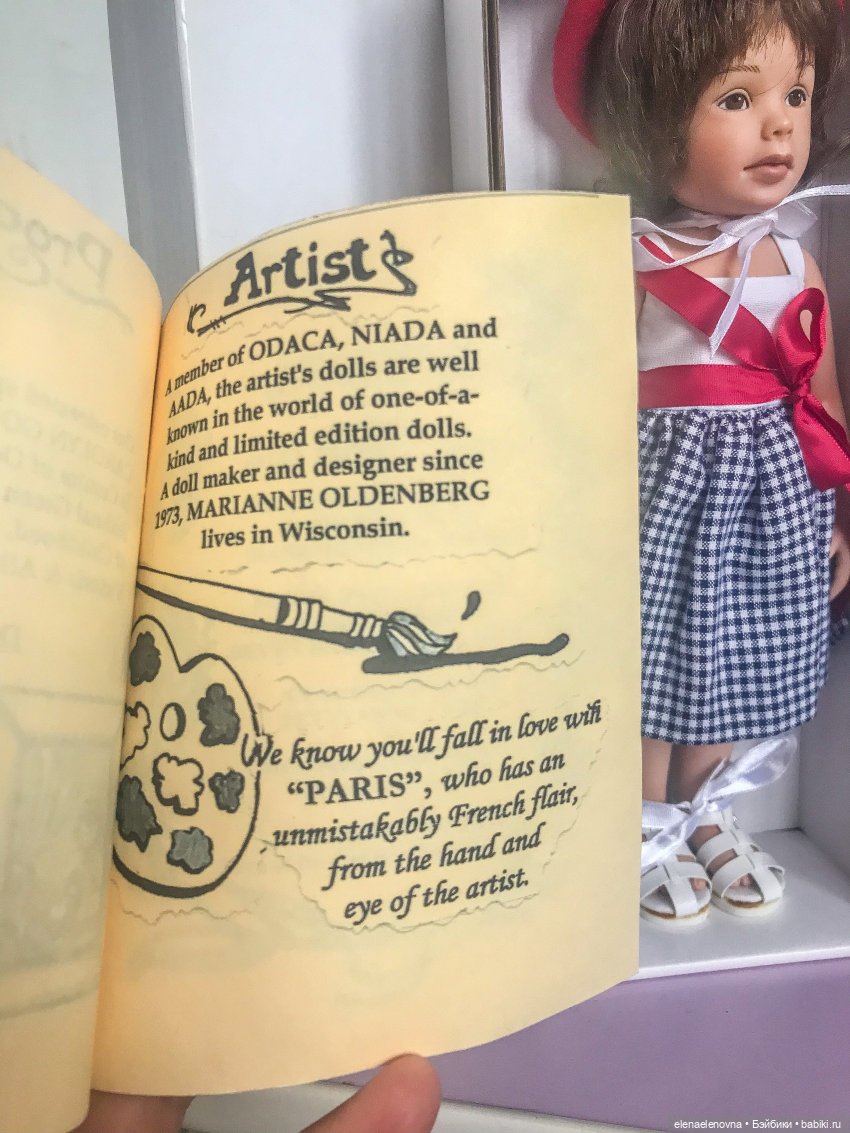 Artist
A member of ODACA, NIADA and
AADA, the artist's dolls are well
known in the world of one-of-a-
kind and limited edition dolls.
A doll maker and designer since
1973, MARIANNE OLDENBERG
lives in Wisconsin.
We know you'll fall in love with
“PARIS”, who has an
unmistakably French flair,
from the hand and
eye of the artist.
elenaelenovna • Бэйбики • babiki.ru